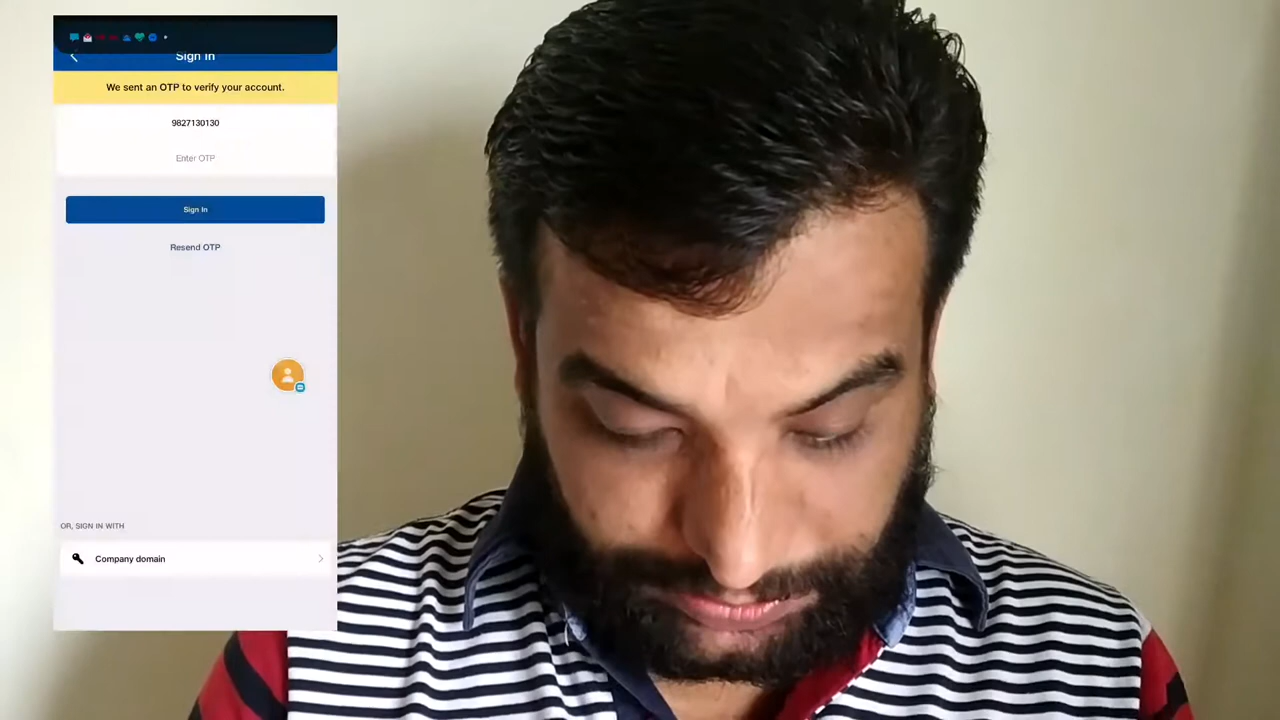 Sign In
We sent an OTP to verify your account.
9827130130
Enter OTP
Sign In
Resend OTP
OR, SIGN IN WITH
Company domain